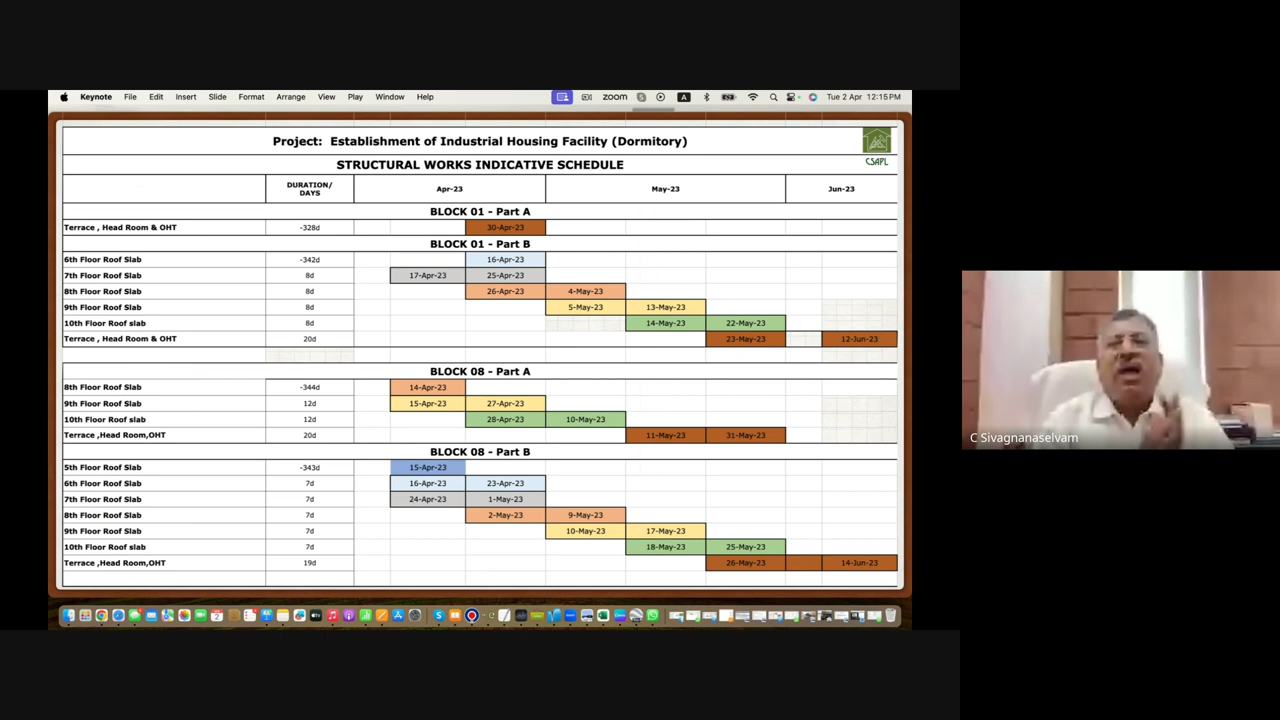 Keynote File Edit Insert Slide Format Arrange View Play Window Help zoom A Tue 2 Apr 12:15 PM
Project: Establishment of Industrial Housing Facility (Dormitory)
CSAPL
STRUCTURAL WORKS INDICATIVE SCHEDULE
DURATION/ DAYS Apr-23 May-23 Jun-23
BLOCK 01 - Part A
Terrace , Head Room & OHT -328d 30-Apr-23
BLOCK 01 - Part B
6th Floor Roof Slab -342d 16-Apr-23
7th Floor Roof Slab 8d 17-Apr-23 25-Apr-23
8th Floor Roof Slab 8d 26-Apr-23 4-May-23
9th Floor Roof Slab 8d 5-May-23 13-May-23
10th Floor Roof slab 8d 14-May-23 22-May-23
Terrace , Head Room & OHT 20d 23-May-23 12-Jun-23
BLOCK 08 - Part A
8th Floor Roof Slab -344d 14-Apr-23
9th Floor Roof Slab 12d 15-Apr-23 27-Apr-23
10th Floor Roof slab 12d 28-Apr-23 10-May-23
Terrace ,Head Room,OHT 20d 11-May-23 31-May-23
BLOCK 08 - Part B
5th Floor Roof Slab -343d 15-Apr-23
6th Floor Roof Slab 7d 16-Apr-23 23-Apr-23
7th Floor Roof Slab 7d 24-Apr-23 1-May-23
8th Floor Roof Slab 7d 2-May-23 9-May-23
9th Floor Roof Slab 7d 10-May-23 17-May-23
10th Floor Roof slab 7d 18-May-23 25-May-23
Terrace ,Head Room,OHT 19d 26-May-23 14-Jun-23
C Sivagnanaselvam